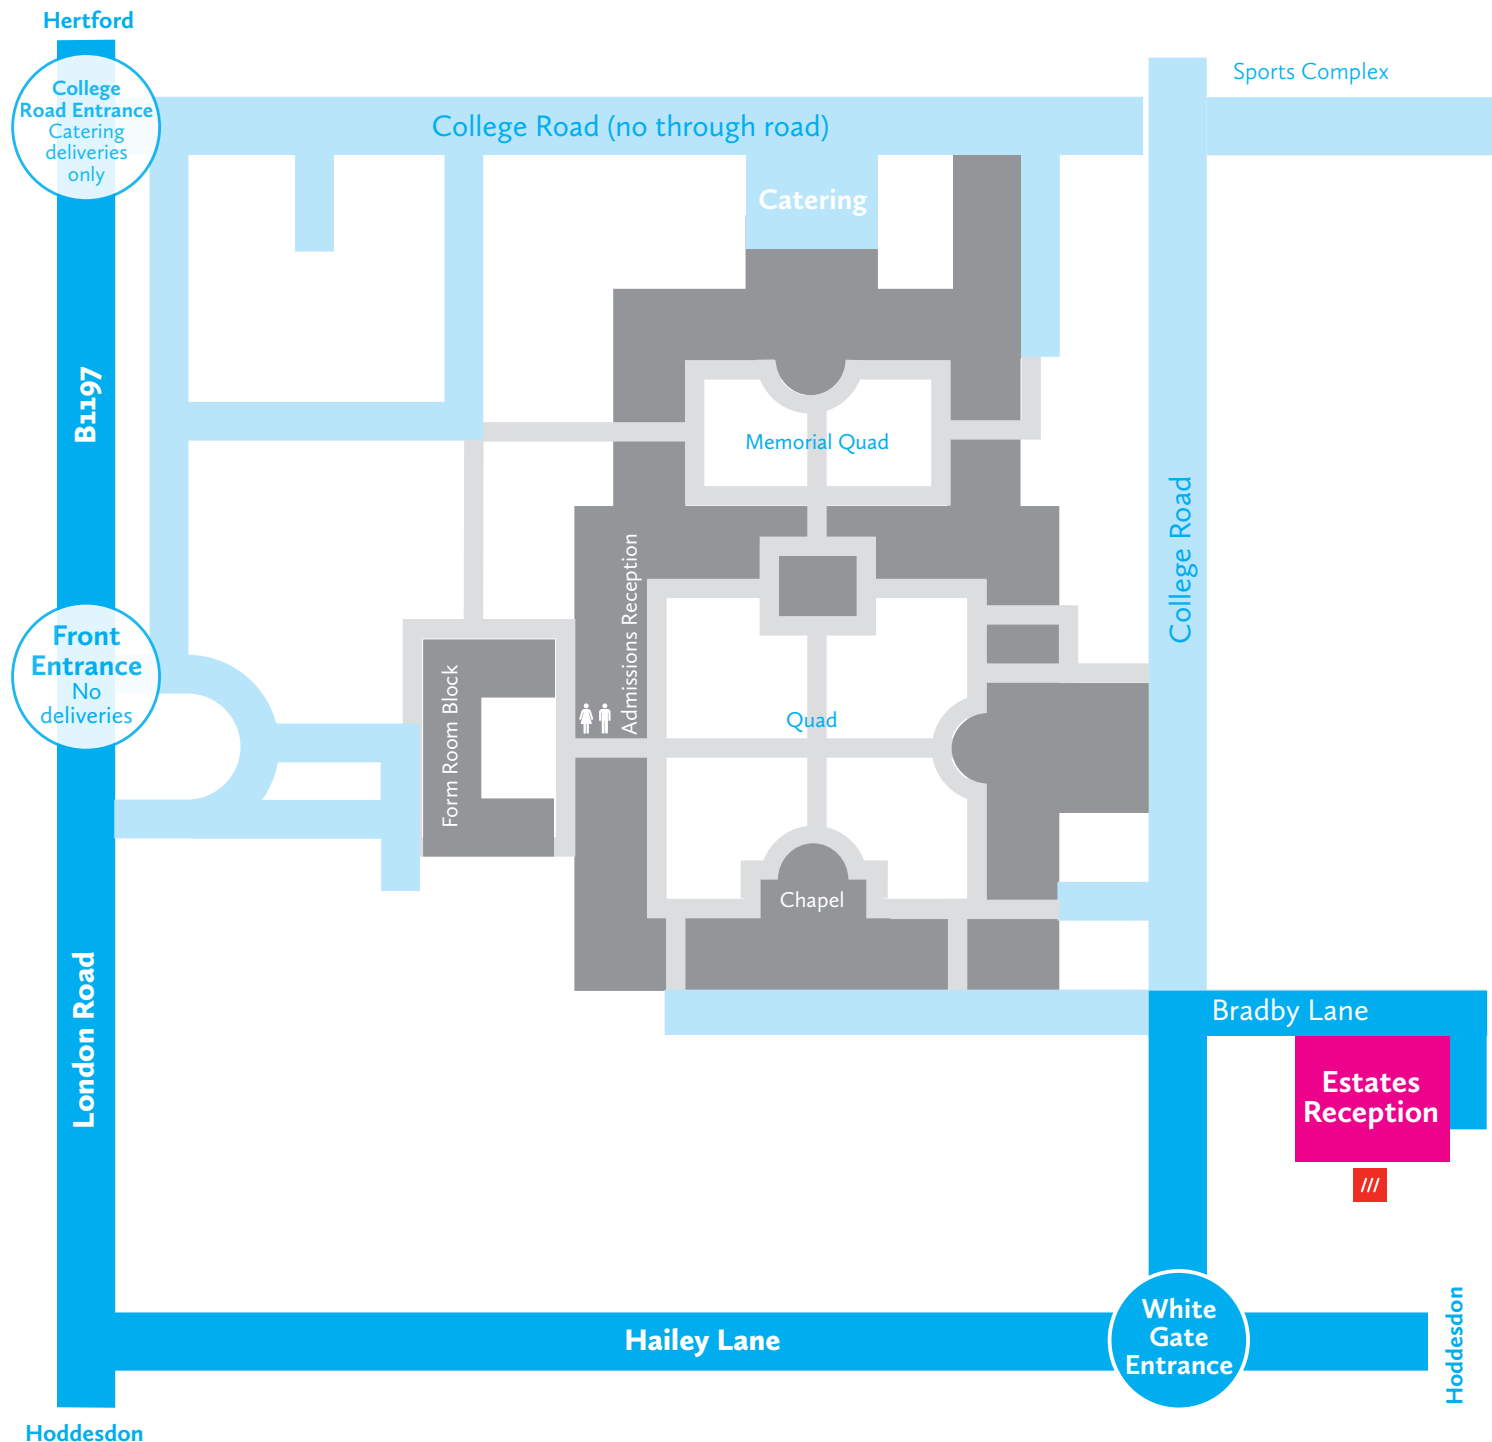 Hertford
College
Road Entrance
Catering
deliveries
only
Sports Complex
College Road (no through road)
Catering
B1197
Memorial Quad
College Road
Admissions Reception
Front
Entrance
No
deliveries
Form Room Block
Quad
Chapel
London Road
Bradby Lane
Estates
Reception
///
White
Gate
Entrance
Hailey Lane
Hoddesdon
Hoddesdon